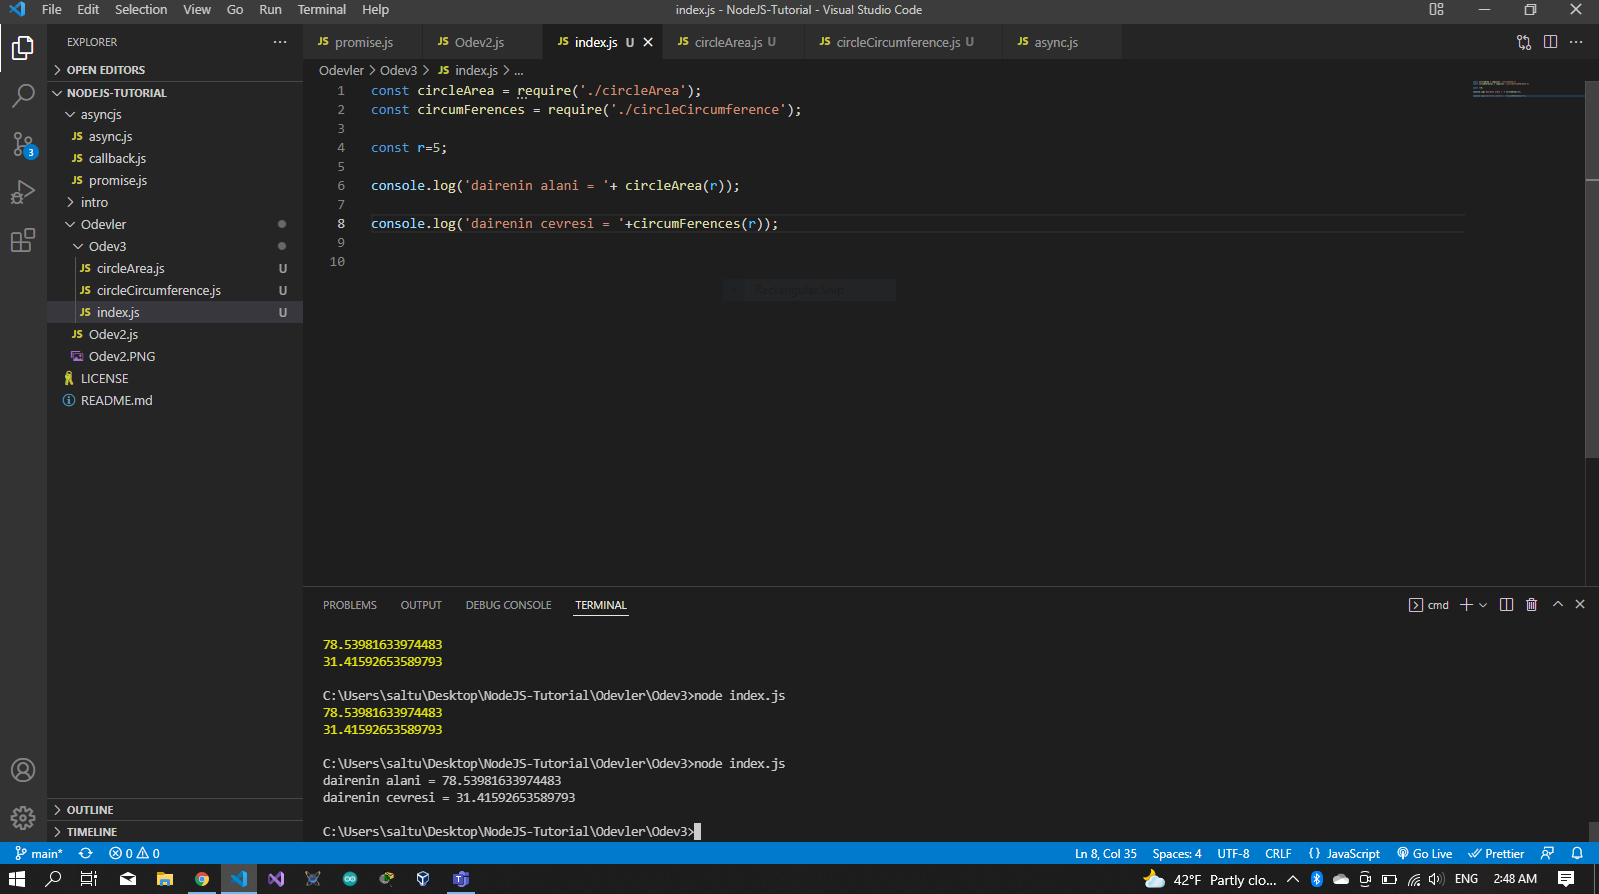 File Edit Selection View Go Run Terminal Help
index.js - NodeJS-Tutorial - Visual Studio Code
EXPLORER
OPEN EDITORS
NODEJS-TUTORIAL
asyncjs
JS async.js
JS callback.js
JS promise.js
intro
Odevler
Odev3
JS circleArea.js U
JS circleCircumference.js U
JS index.js U
JS Odev2.js
Odev2.PNG
LICENSE
README.md
OUTLINE
TIMELINE
3
JS promise.js JS Odev2.js JS index.js U JS circleArea.js U JS circleCircumference.js U JS async.js
Odevler > Odev3 > JS index.js > ...
1 const circleArea = require('./circleArea');
2 const circumFerences = require('./circleCircumference');
3
4 const r=5;
5
6 console.log('dairenin alani = '+ circleArea(r));
7
8 console.log('dairenin cevresi = '+circumFerences(r));
9
10
Rectangular Snip
PROBLEMS OUTPUT DEBUG CONSOLE TERMINAL
cmd
78.53981633974483
31.41592653589793
C:\Users\saltu\Desktop\NodeJS-Tutorial\Odevler\Odev3>node index.js
78.53981633974483
31.41592653589793
C:\Users\saltu\Desktop\NodeJS-Tutorial\Odevler\Odev3>node index.js
dairenin alani = 78.53981633974483
dairenin cevresi = 31.41592653589793
C:\Users\saltu\Desktop\NodeJS-Tutorial\Odevler\Odev3>
main* 0 0 Ln 8, Col 35 Spaces: 4 UTF-8 CRLF {} JavaScript Go Live Prettier
42°F Partly clo... ENG 2:48 AM